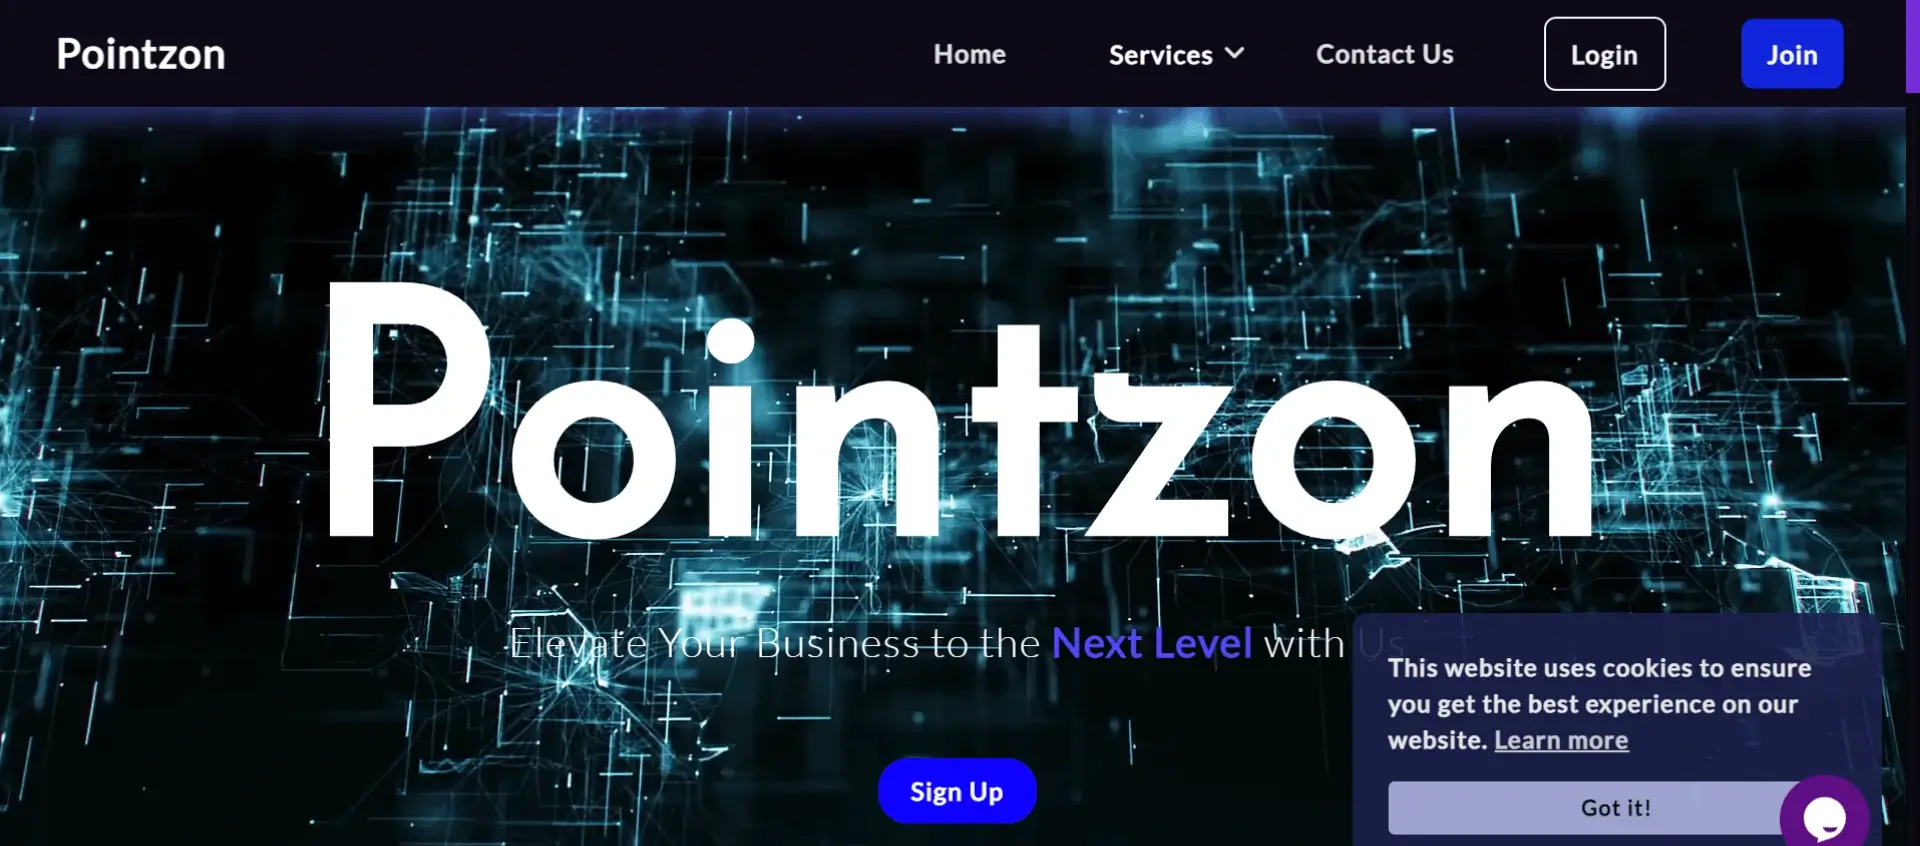 Pointzon
Home
Services
Contact Us
Login
Join
Pointzon
Elevate Your Business to the Next Level with Us
Sign Up
This website uses cookies to ensure
you get the best experience on our
website. Learn more
Got it!